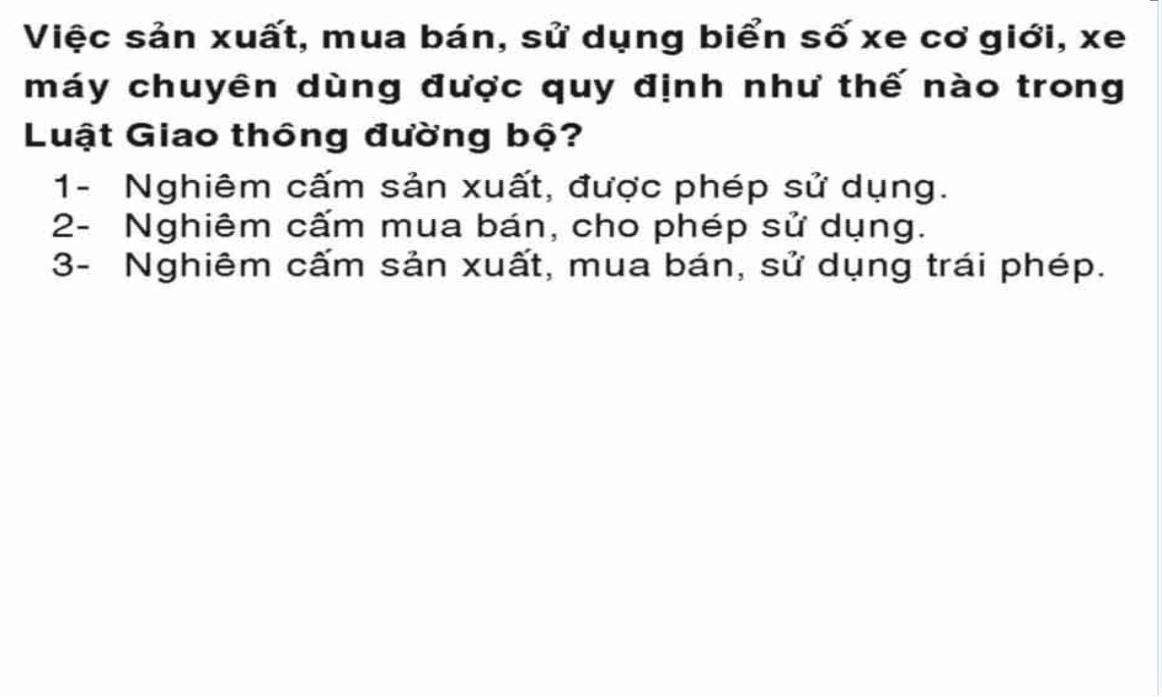 Việc sản xuất, mua bán, sử dụng biển số xe cơ giới, xe
máy chuyên dùng được quy định như thế nào trong
Luật Giao thông đường bộ?
1- Nghiêm cấm sản xuất, được phép sử dụng.
2- Nghiêm cấm mua bán, cho phép sử dụng.
3- Nghiêm cấm sản xuất, mua bán, sử dụng trái phép.